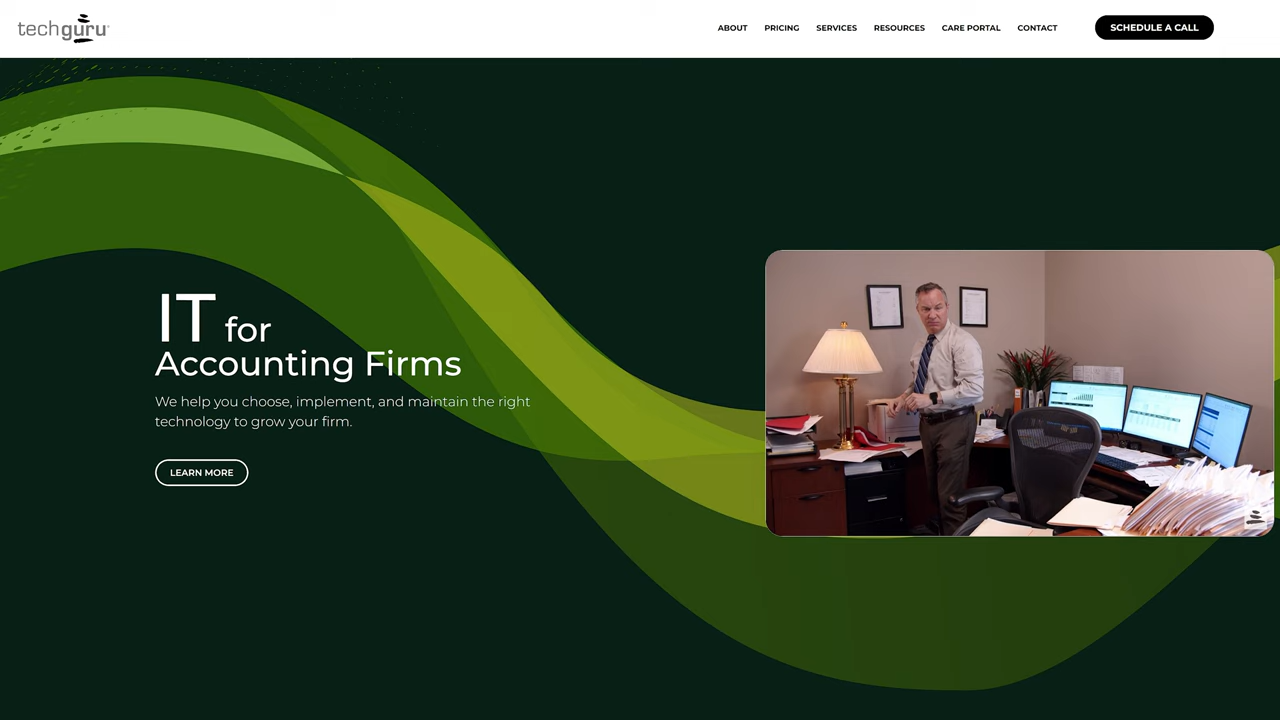 techguru
ABOUT
PRICING
SERVICES
RESOURCES
CARE PORTAL
CONTACT
SCHEDULE A CALL
IT for
Accounting Firms
We help you choose, implement, and maintain the right
technology to grow your firm.
LEARN MORE